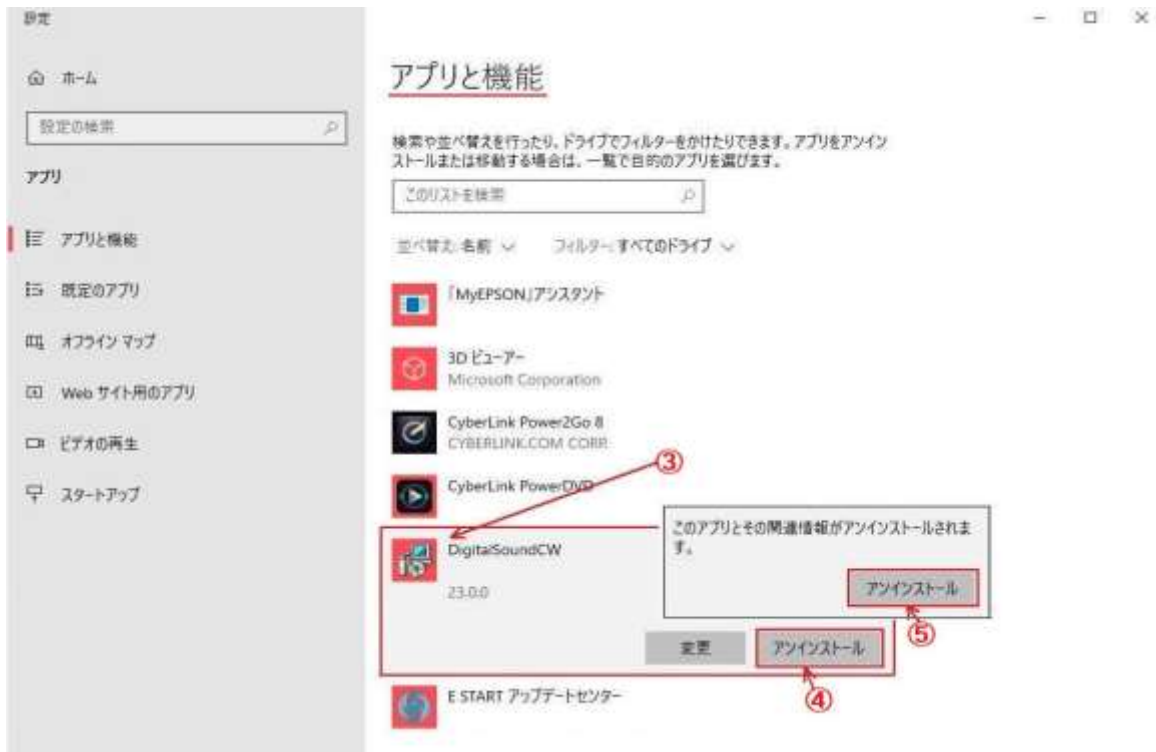 設定
ホーム
設定の検索
アプリ
アプリと機能
既定のアプリ
オフライン マップ
Web サイト用のアプリ
ビデオの再生
スタートアップ
アプリと機能
検索や並べ替えを行ったり、ドライブでフィルターをかけたりできます。アプリをアンイン
ストールまたは移動する場合は、一覧で目的のアプリを選びます。
このリストを検索
並べ替え: 名前 フィルター: すべてのドライブ
「MyEPSON」アシスタント
3D ビューアー
Microsoft Corporation
CyberLink Power2Go 8
CYBERLINK.COM CORP.
③
CyberLink PowerDVD
DigitalSoundCW
23.0.0
このアプリとその関連情報がアンインストールされま
す。
アンインストール
⑤
変更
アンインストール
④
E START アップデートセンター